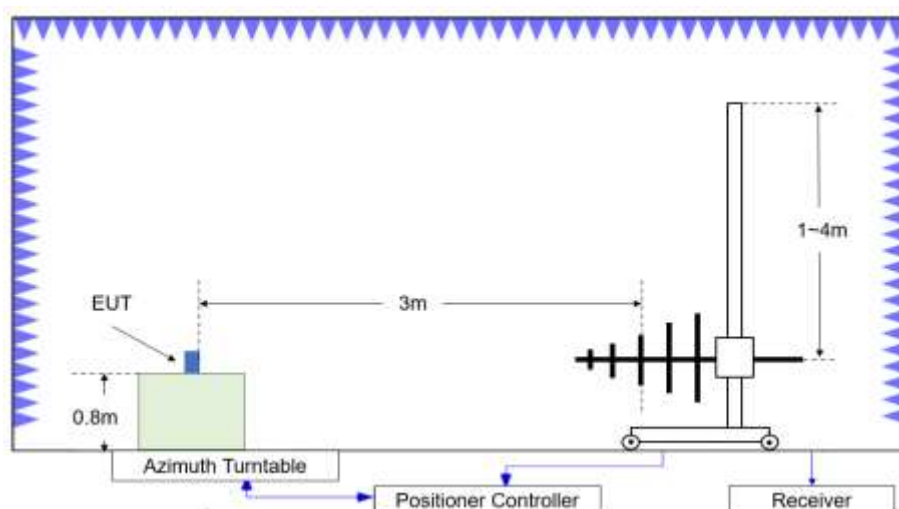 1~4m
EUT
3m
0.8m
Azimuth Turntable
Positioner Controller
Receiver